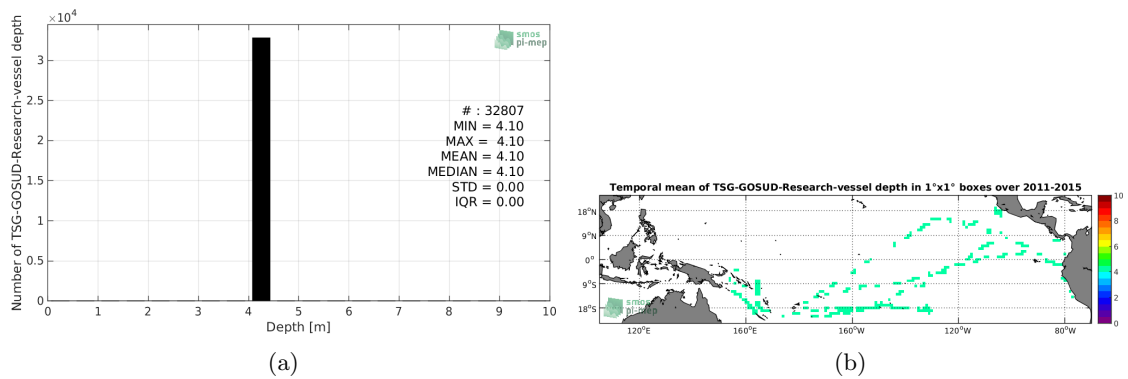 ×10⁴
3
2.5
2
1.5
1
0.5
0
Number of TSG-GOSUD-Research-vessel depth
smos
pi-mep
# : 32807
MIN = 4.10
MAX = 4.10
MEAN = 4.10
MEDIAN = 4.10
STD = 0.00
IQR = 0.00
0 1 2 3 4 5 6 7 8 9 10
Depth [m]
(a)
Temporal mean of TSG-GOSUD-Research-vessel depth in 1°x1° boxes over 2011-2015
18°N
9°N
0°
9°S
18°S
smos
pi-mep
120°E 160°E 160°W 120°W 80°W
10
8
6
4
2
0
(b)